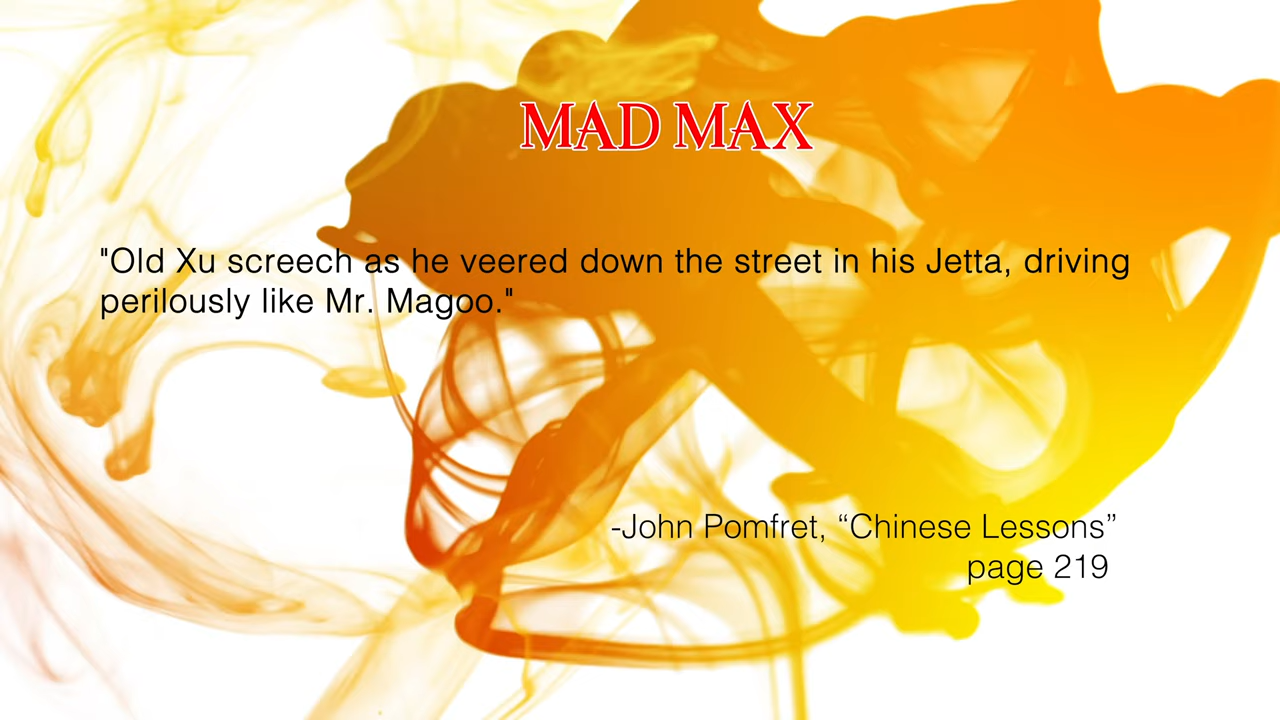 MAD MAX
"Old Xu screech as he veered down the street in his Jetta, driving
perilously like Mr. Magoo."
-John Pomfret, “Chinese Lessons”
page 219